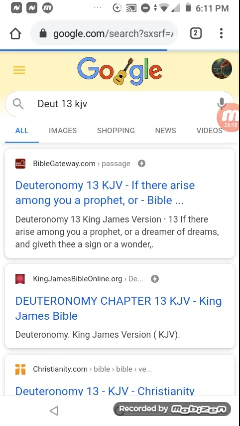 6:11 PM
google.com/search?sxsrf=A
2
Google
Deut 13 kjv
ALL IMAGES SHOPPING NEWS VIDEOS
BibleGateway.com › passage
Deuteronomy 13 KJV - If there arise
among you a prophet, or - Bible ...
Deuteronomy 13 King James Version · 13 If there
arise among you a prophet, or a dreamer of dreams,
and giveth thee a sign or a wonder,.
KingJamesBibleOnline.org › De...
DEUTERONOMY CHAPTER 13 KJV - King
James Bible
Deuteronomy. King James Version ( KJV).
Christianity.com › bible › bible › ve...
Deuteronomy 13 - KJV - Christianity
Recorded by MOBIZEN